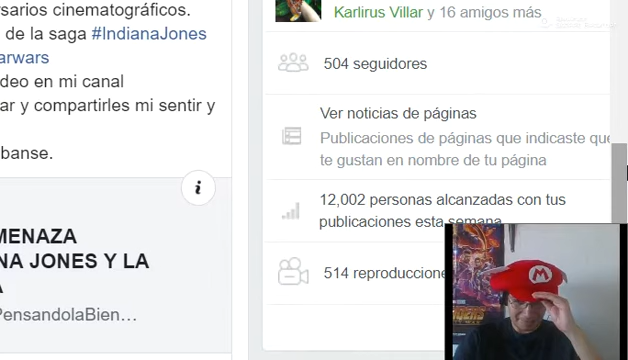 rsarios cinematográficos.
de la saga #IndianaJones
arwars
deo en mi canal
ar y compartirles mi sentir y
banse.
MENAZA
NA JONES Y LA
PensandolaBien…
Karlirus Villar y 16 amigos más
504 seguidores
Ver noticias de páginas
Publicaciones de páginas que indicaste que
te gustan en nombre de tu página
12,002 personas alcanzadas con tus
publicaciones esta semana
514 reproduccione
M